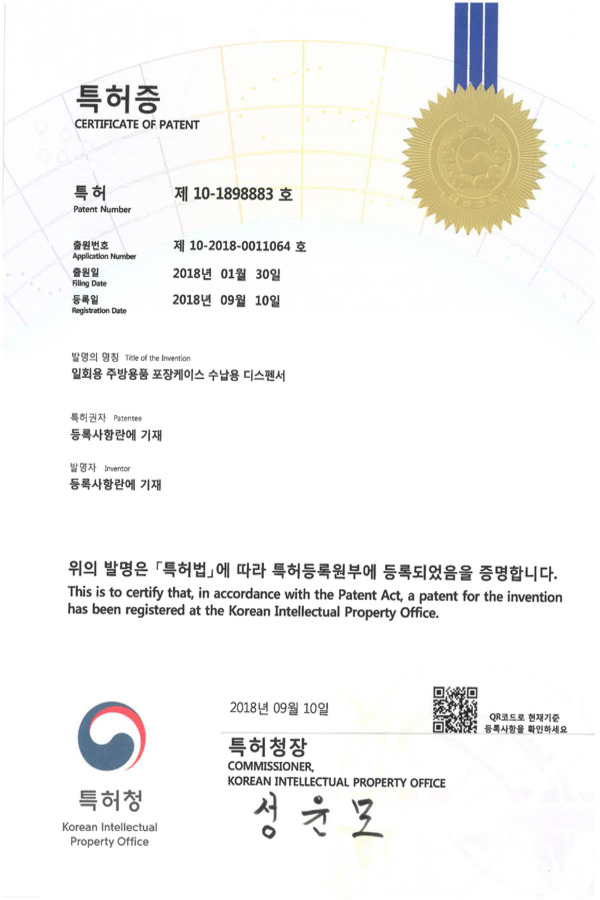 특허증
CERTIFICATE OF PATENT
특허
Patent Number
제 10-1898883 호
출원번호
Application Number
제 10-2018-0011064 호
출원일
Filing Date
2018년 01월 30일
등록일
Registration Date
2018년 09월 10일
발명의 명칭 Title of the Invention
일회용 주방용품 포장케이스 수납용 디스펜서
특허권자 Patentee
등록사항란에 기재
발명자 Inventor
등록사항란에 기재
위의 발명은 「특허법」에 따라 특허등록원부에 등록되었음을 증명합니다.
This is to certify that, in accordance with the Patent Act, a patent for the invention
has been registered at the Korean Intellectual Property Office.
2018년 09월 10일
QR코드로 현재기준
등록사항을 확인하세요
특허청장
COMMISSIONER,
KOREAN INTELLECTUAL PROPERTY OFFICE
성윤모
특허청
Korean Intellectual
Property Office